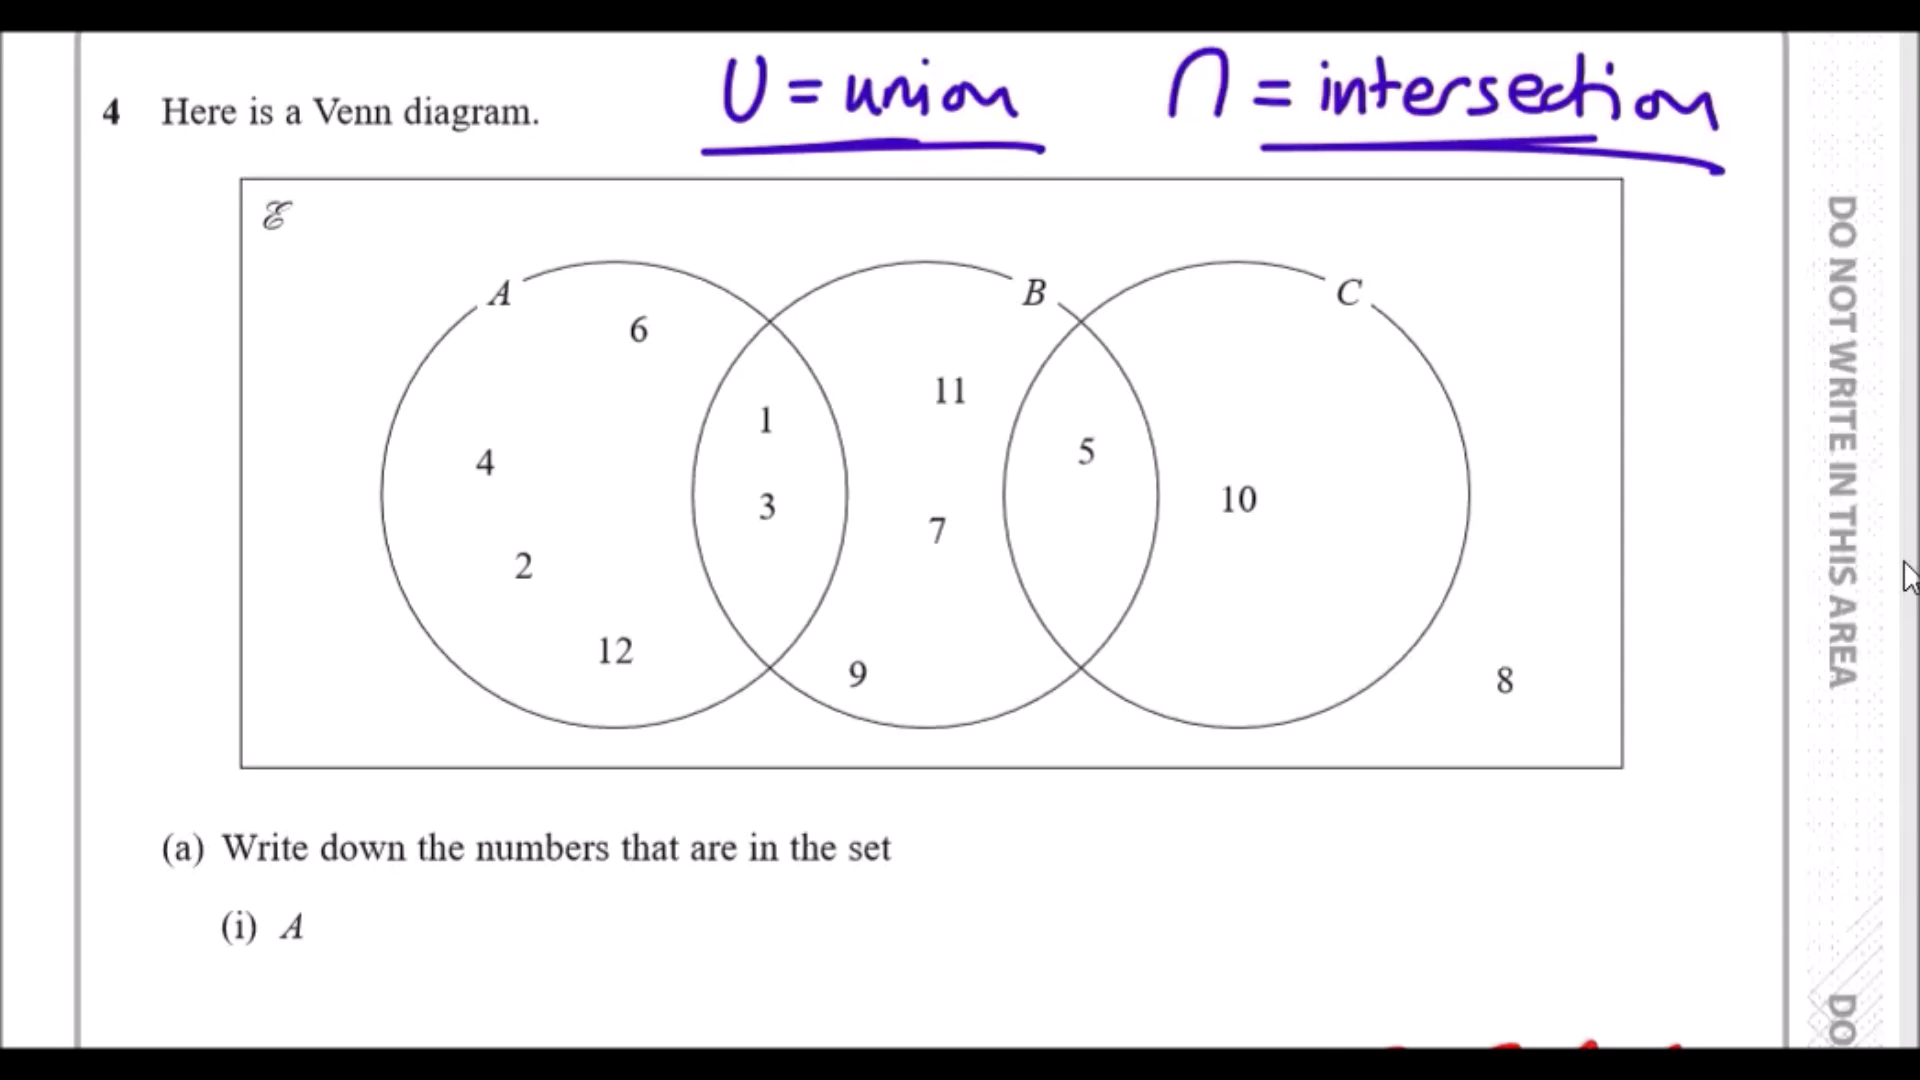 U = union ∩ = intersection
4 Here is a Venn diagram.
ℰ
A B C
6
11
1
5
4
10
3
7
2
12
9
8
(a) Write down the numbers that are in the set
(i) A
DO NOT WRITE IN THIS AREA
DO